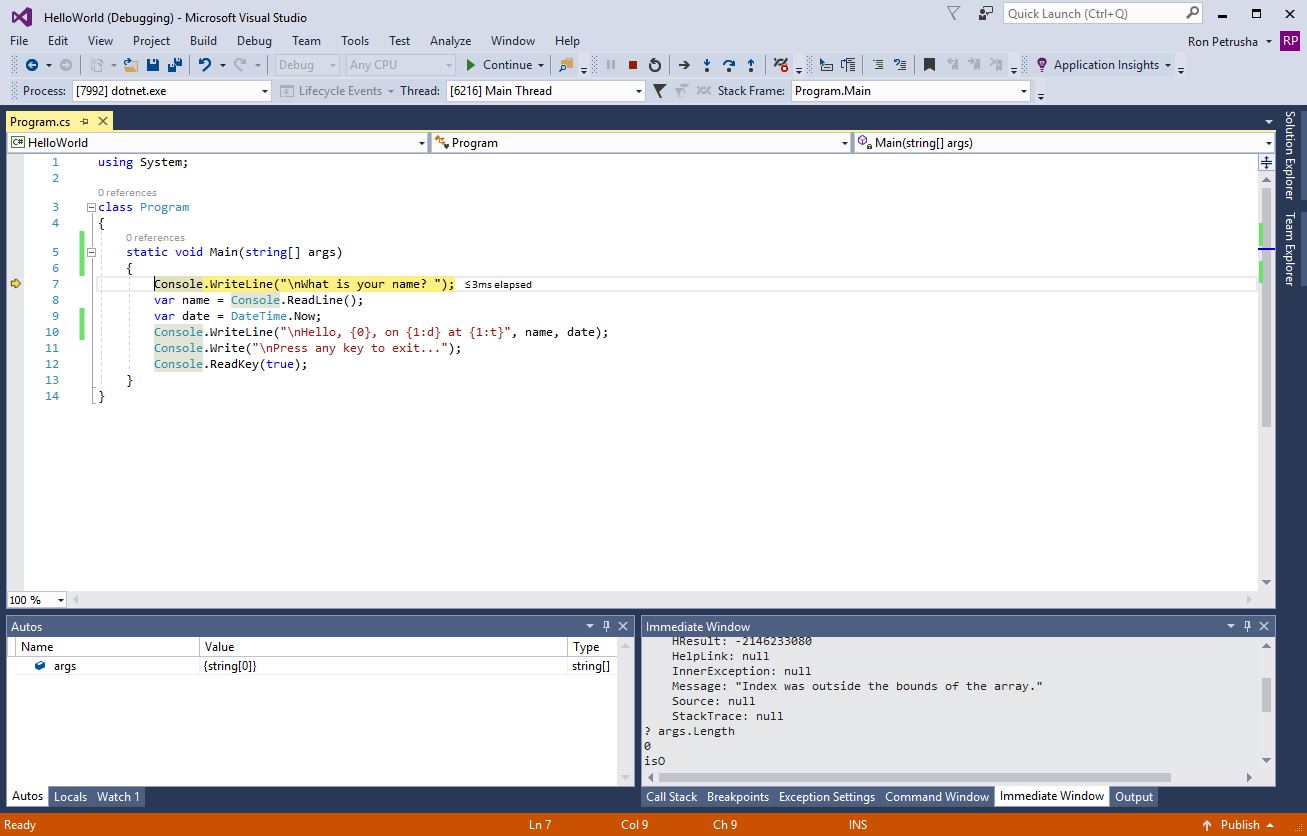 HelloWorld (Debugging) - Microsoft Visual Studio
Quick Launch (Ctrl+Q)
File Edit View Project Build Debug Team Tools Test Analyze Window Help
Ron Petrusha RP
Debug Any CPU Continue Application Insights
Process: [7992] dotnet.exe Lifecycle Events Thread: [6216] Main Thread Stack Frame: Program.Main
Program.cs
C# HelloWorld Program Main(string[] args)
Solution Explorer
Team Explorer
1 using System;
2
0 references
3 class Program
4 {
0 references
5 static void Main(string[] args)
6 {
7 Console.WriteLine("\nWhat is your name? "); ≤3ms elapsed
8 var name = Console.ReadLine();
9 var date = DateTime.Now;
10 Console.WriteLine("\nHello, {0}, on {1:d} at {1:t}", name, date);
11 Console.Write("\nPress any key to exit...");
12 Console.ReadKey(true);
13 }
14 }
100 %
Autos
Name Value Type
args {string[0]} string[]
Autos Locals Watch 1
Immediate Window
HResult: -2146233080
HelpLink: null
InnerException: null
Message: "Index was outside the bounds of the array."
Source: null
StackTrace: null
? args.Length
0
isO
Call Stack Breakpoints Exception Settings Command Window Immediate Window Output
Ready Ln 7 Col 9 Ch 9 INS Publish